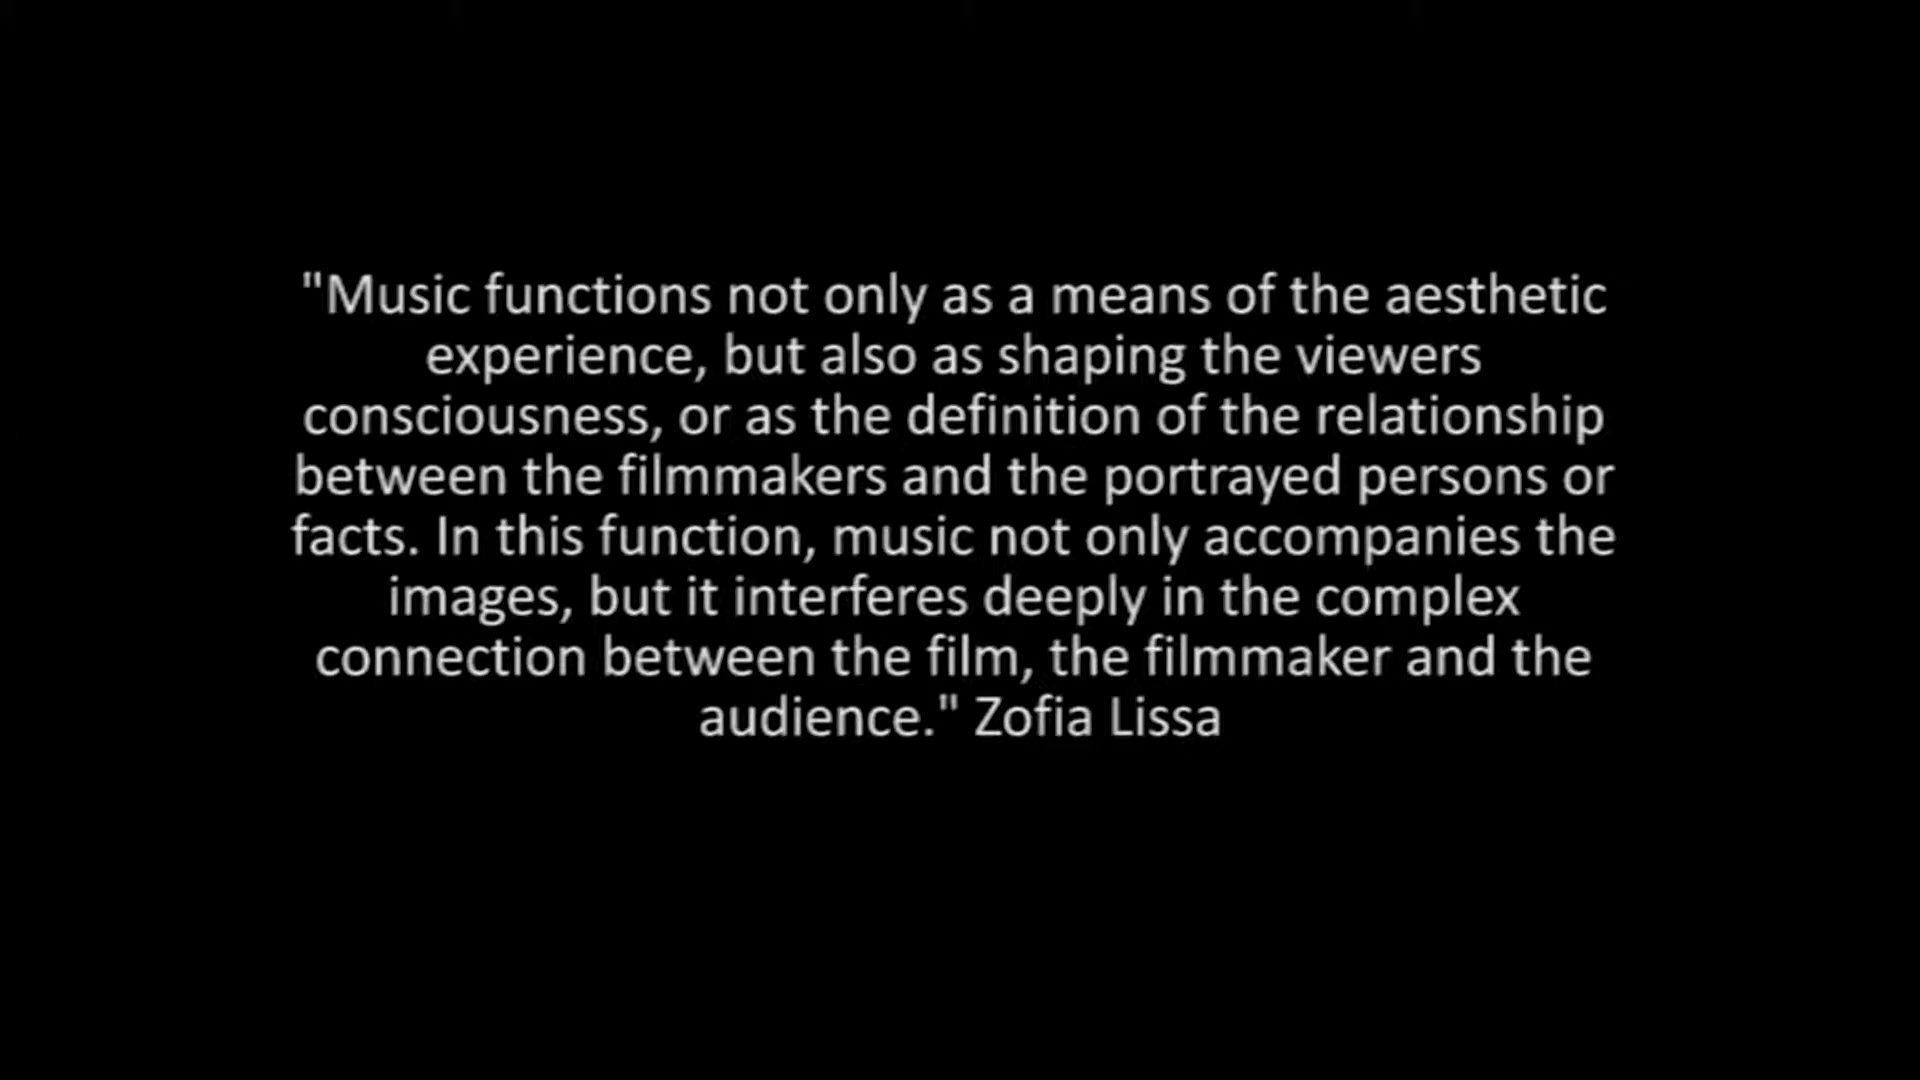 "Music functions not only as a means of the aesthetic
experience, but also as shaping the viewers
consciousness, or as the definition of the relationship
between the filmmakers and the portrayed persons or
facts. In this function, music not only accompanies the
images, but it interferes deeply in the complex
connection between the film, the filmmaker and the
audience." Zofia Lissa